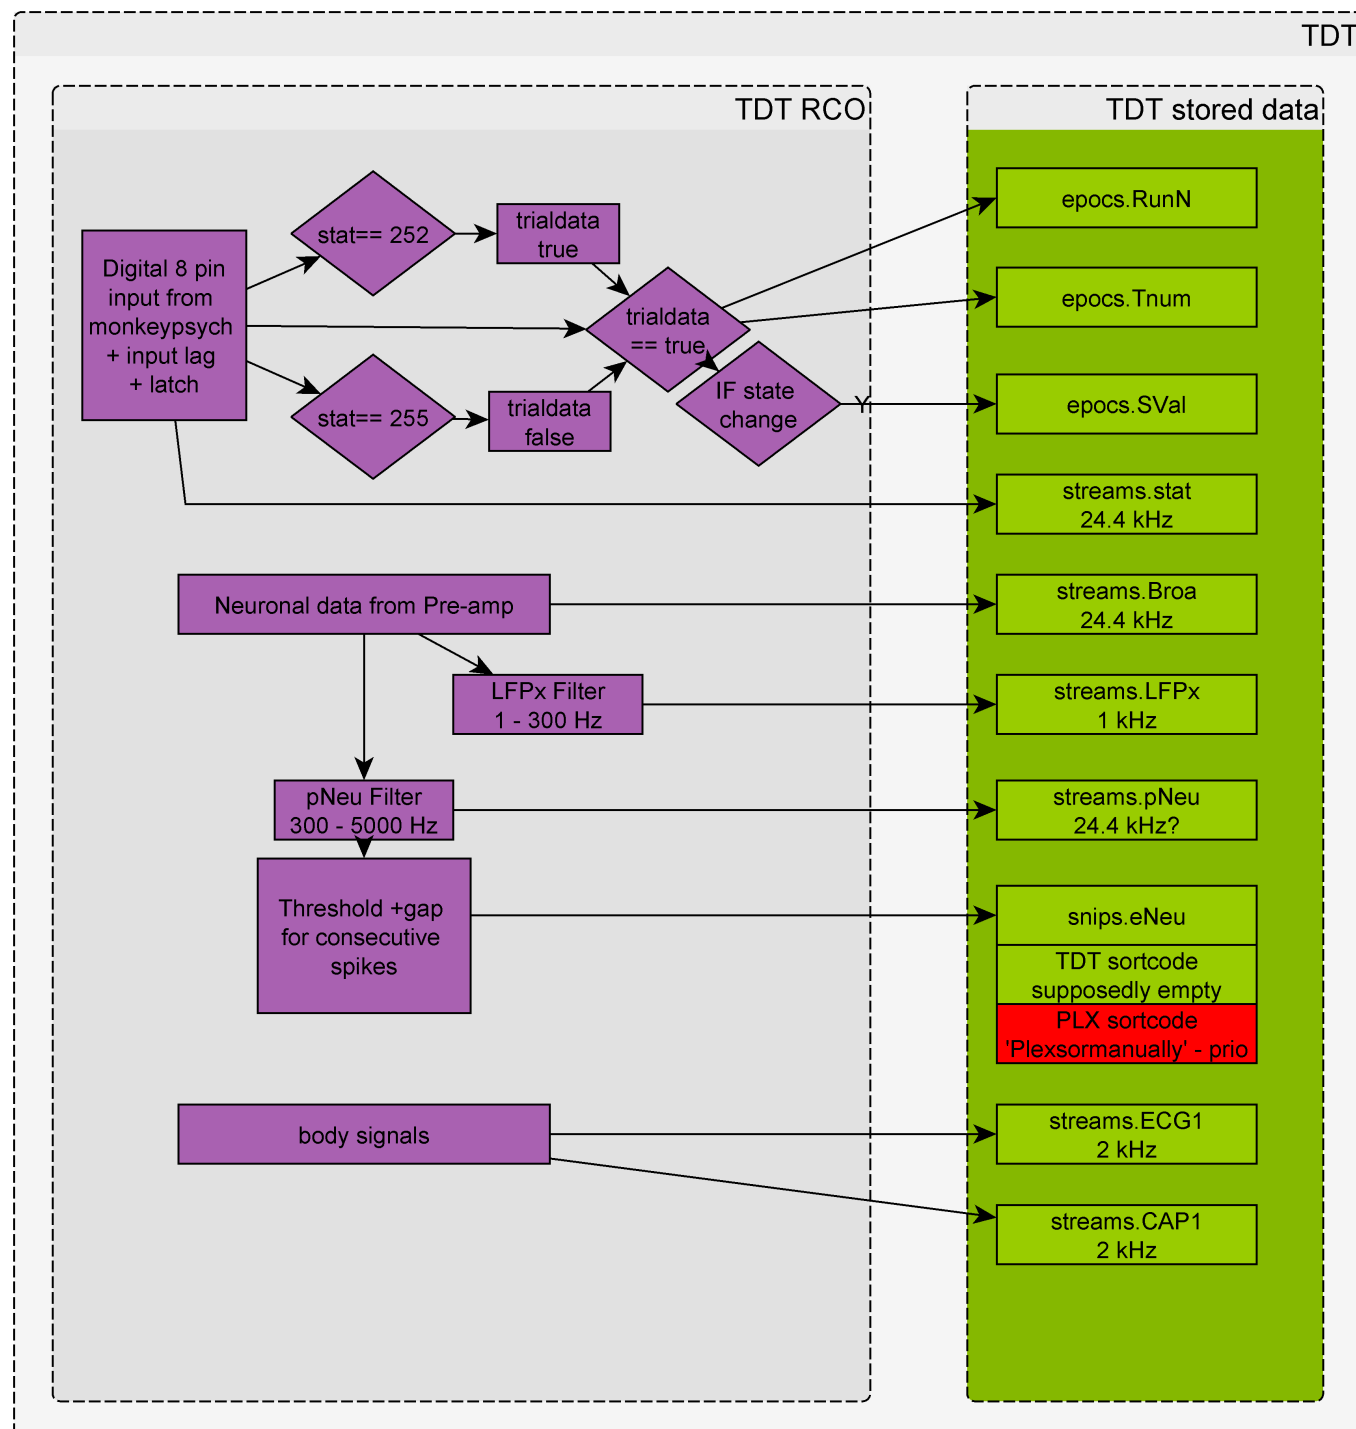 TDT
TDT RCO
TDT stored data
stat== 252
trialdata
true
Digital 8 pin
input from
monkeypsych
+ input lag
+ latch
trialdata
== true
stat== 255
trialdata
false
IF state
change
Y
epocs.RunN
epocs.Tnum
epocs.SVal
streams.stat
24.4 kHz
Neuronal data from Pre-amp
streams.Broa
24.4 kHz
LFPx Filter
1 - 300 Hz
streams.LFPx
1 kHz
pNeu Filter
300 - 5000 Hz
streams.pNeu
24.4 kHz?
Threshold +gap
for consecutive
spikes
snips.eNeu
TDT sortcode
supposedly empty
PLX sortcode
'Plexsormanually' - prio
body signals
streams.ECG1
2 kHz
streams.CAP1
2 kHz